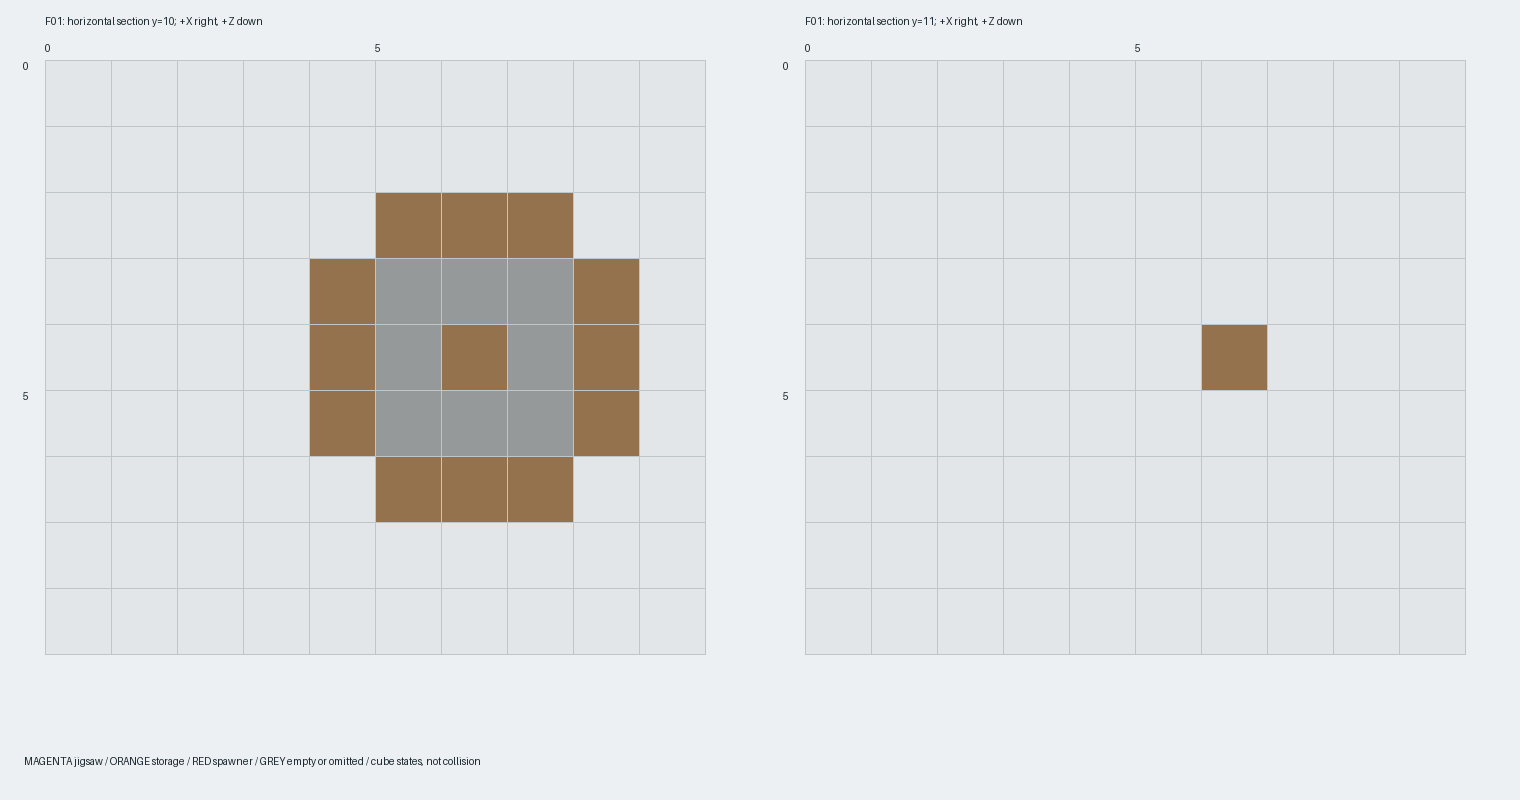 F01: horizontal section y=10; +X right, +Z down
0 5
0
5
F01: horizontal section y=11; +X right, +Z down
0 5
0
5
MAGENTA jigsaw / ORANGE storage / RED spawner / GREY empty or omitted / cube states, not collision